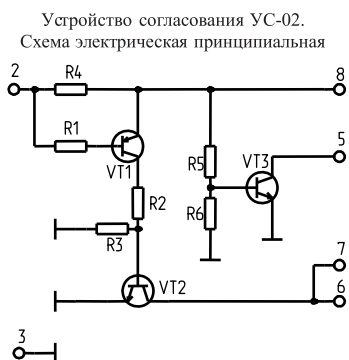 Устройство согласования УС-02.
Схема электрическая принципиальная
2
R4
8
R1
VT1
R5
VT3
5
R2
R6
R3
7
VT2
6
3